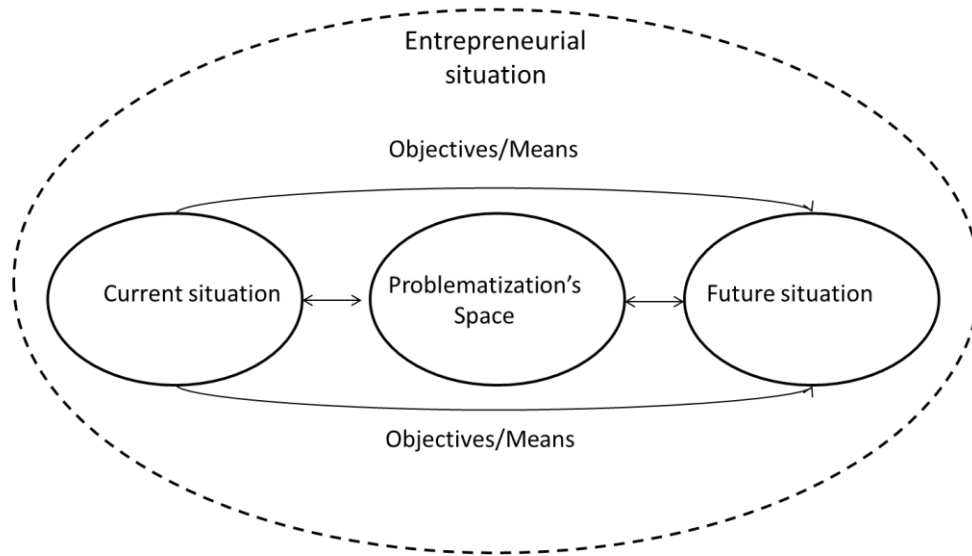 Entrepreneurial
situation
Objectives/Means
Current situation
Problematization's
Space
Future situation
Objectives/Means